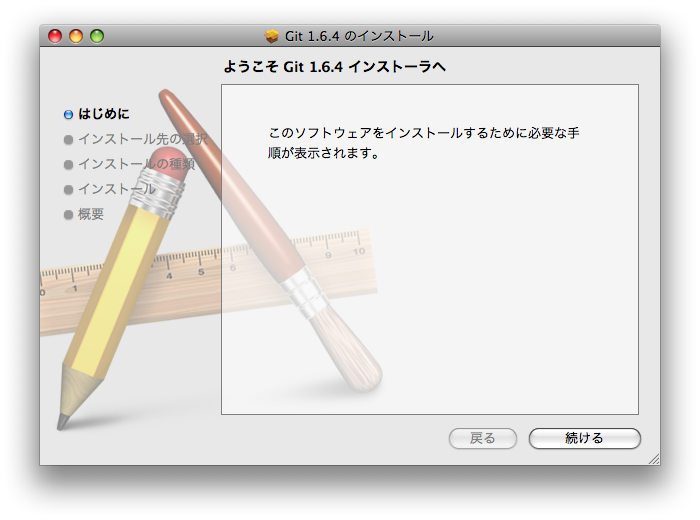 Git 1.6.4 のインストール
ようこそ Git 1.6.4 インストーラへ
はじめに
インストール先の選択
インストールの種類
インストール
概要
このソフトウェアをインストールするために必要な手
順が表示されます。
0 1 4 5 6 9 10
戻る
続ける